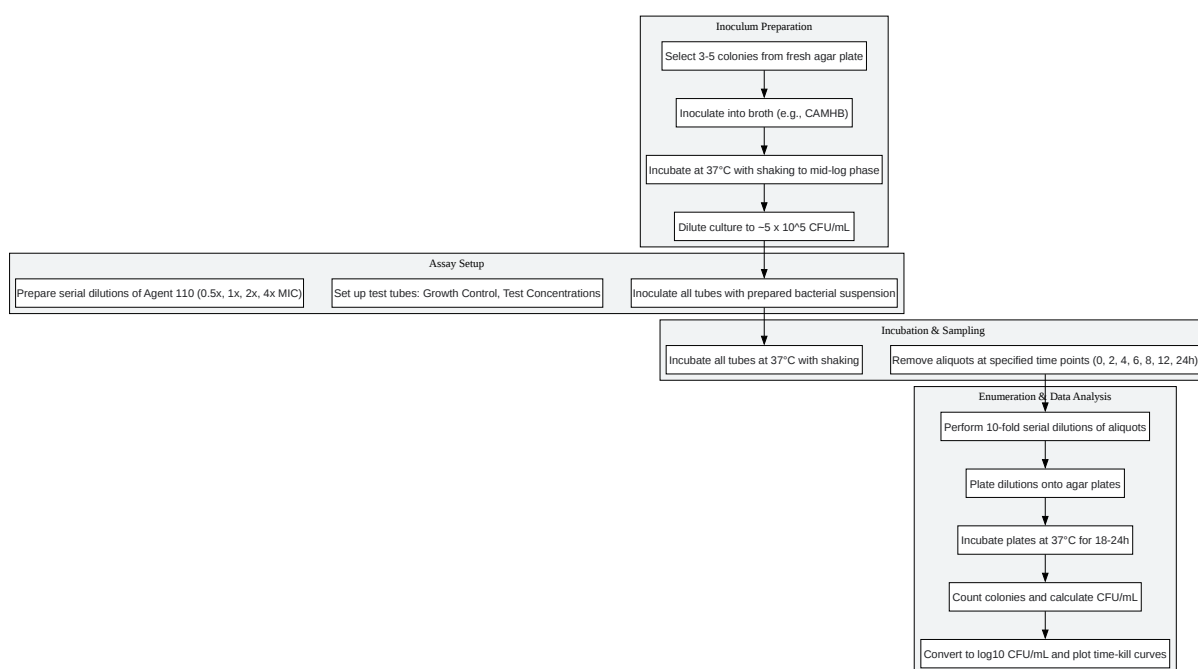 Inoculum Preparation
Select 3-5 colonies from fresh agar plate
Inoculate into broth (e.g., CAMHB)
Incubate at 37°C with shaking to mid-log phase
Dilute culture to ~5 x 10^5 CFU/mL
Assay Setup
Prepare serial dilutions of Agent 110 (0.5x, 1x, 2x, 4x MIC)
Set up test tubes: Growth Control, Test Concentrations
Inoculate all tubes with prepared bacterial suspension
Incubation & Sampling
Incubate all tubes at 37°C with shaking
Remove aliquots at specified time points (0, 2, 4, 6, 8, 12, 24h)
Enumeration & Data Analysis
Perform 10-fold serial dilutions of aliquots
Plate dilutions onto agar plates
Incubate plates at 37°C for 18-24h
Count colonies and calculate CFU/mL
Convert to log10 CFU/mL and plot time-kill curves